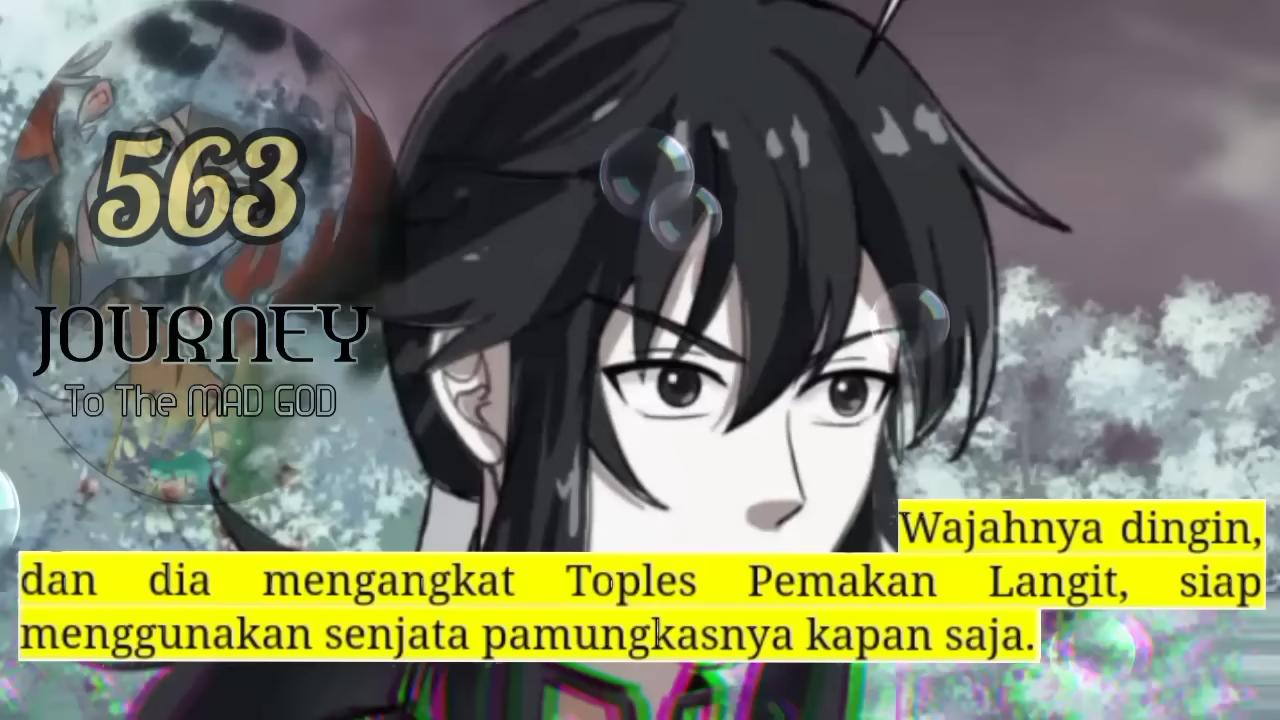 563
JOURNEY
To The MAD GOD
Wajahnya dingin,
dan dia mengangkat Toples Pemakan Langit, siap
menggunakan senjata pamungkasnya kapan saja.